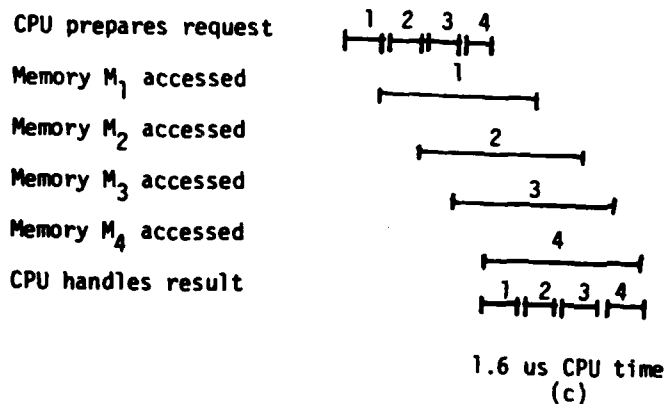 CPU prepares request
1 2 3 4
Memory M1 accessed
1
Memory M2 accessed
2
Memory M3 accessed
3
Memory M4 accessed
4
CPU handles result
1 2 3 4
1.6 us CPU time
(c)